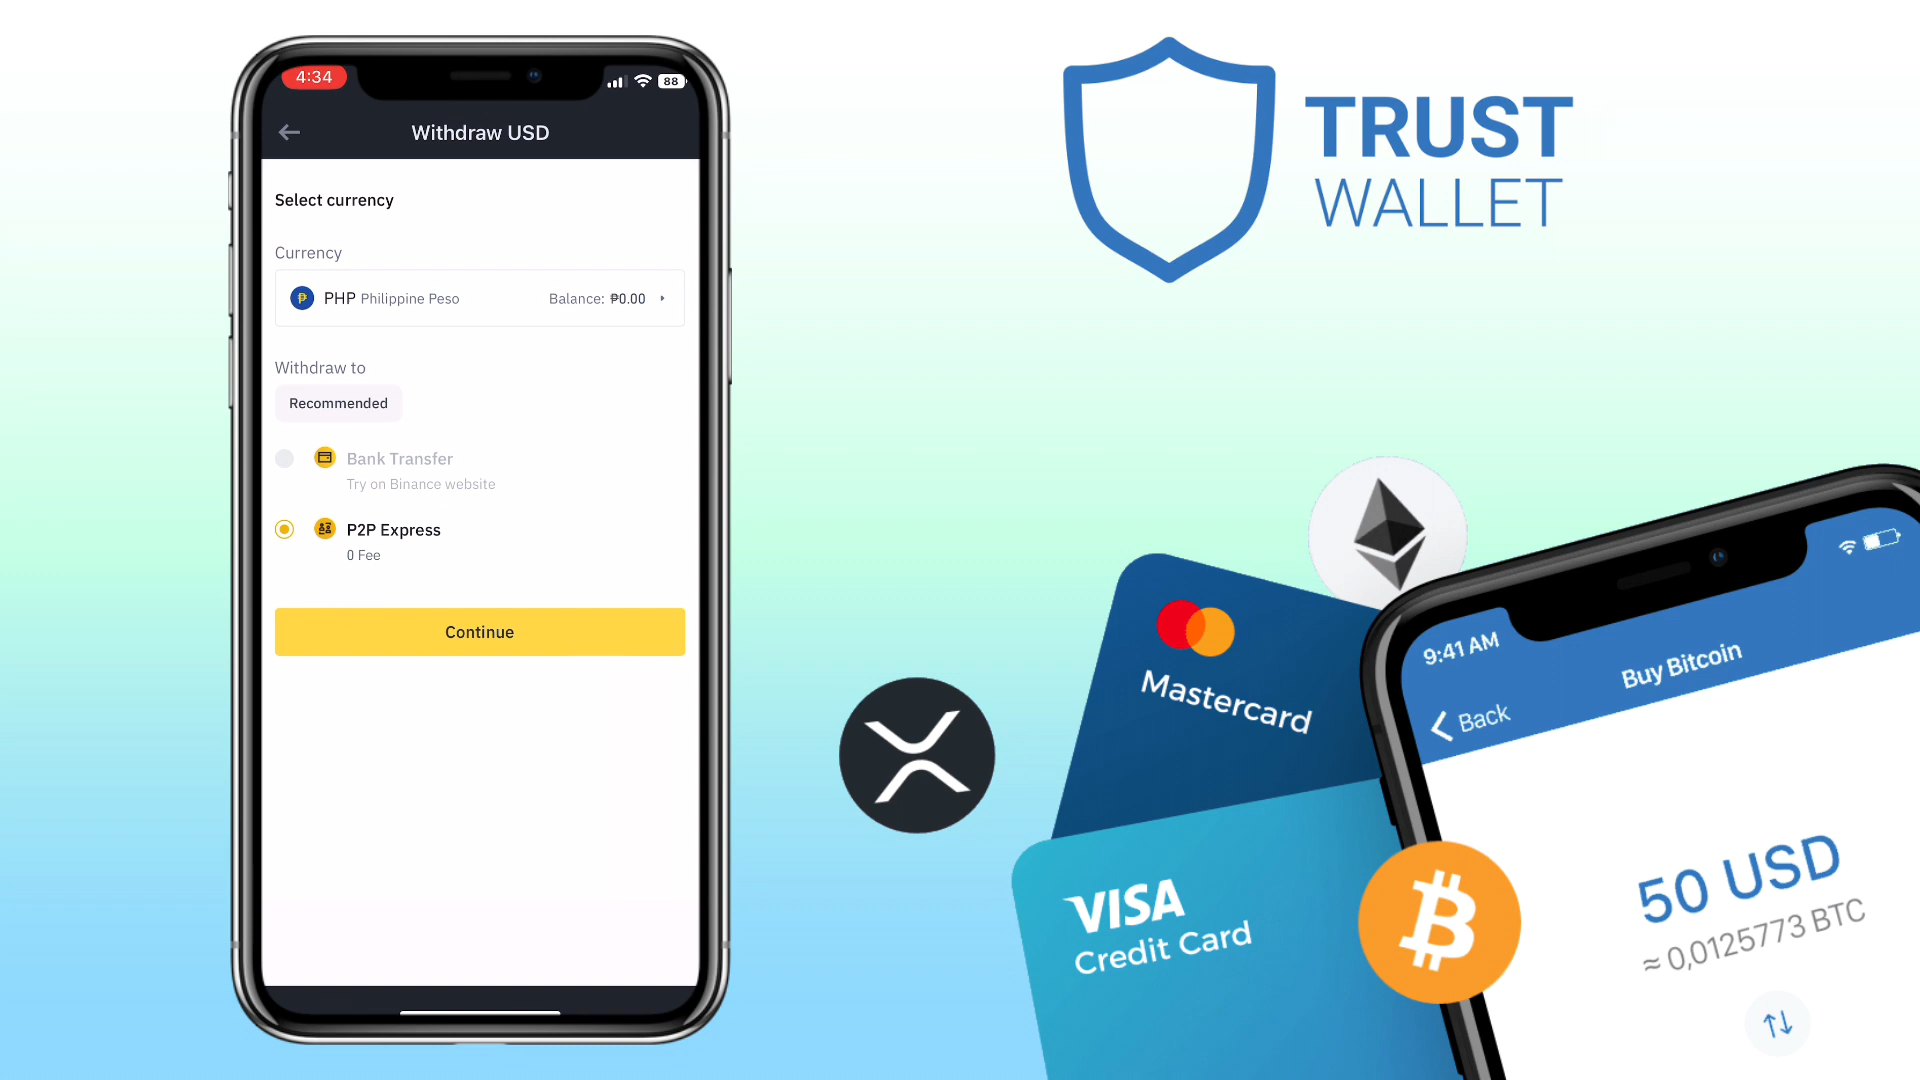 4:34
88
Withdraw USD
Select currency
Currency
PHP Philippine Peso
Balance: ₱0.00
Withdraw to
Recommended
Bank Transfer
Try on Binance website
P2P Express
0 Fee
Continue
TRUST
WALLET
Mastercard
VISA
Credit Card
9:41 AM
Buy Bitcoin
Back
50 USD
≈ 0,0125773 BTC